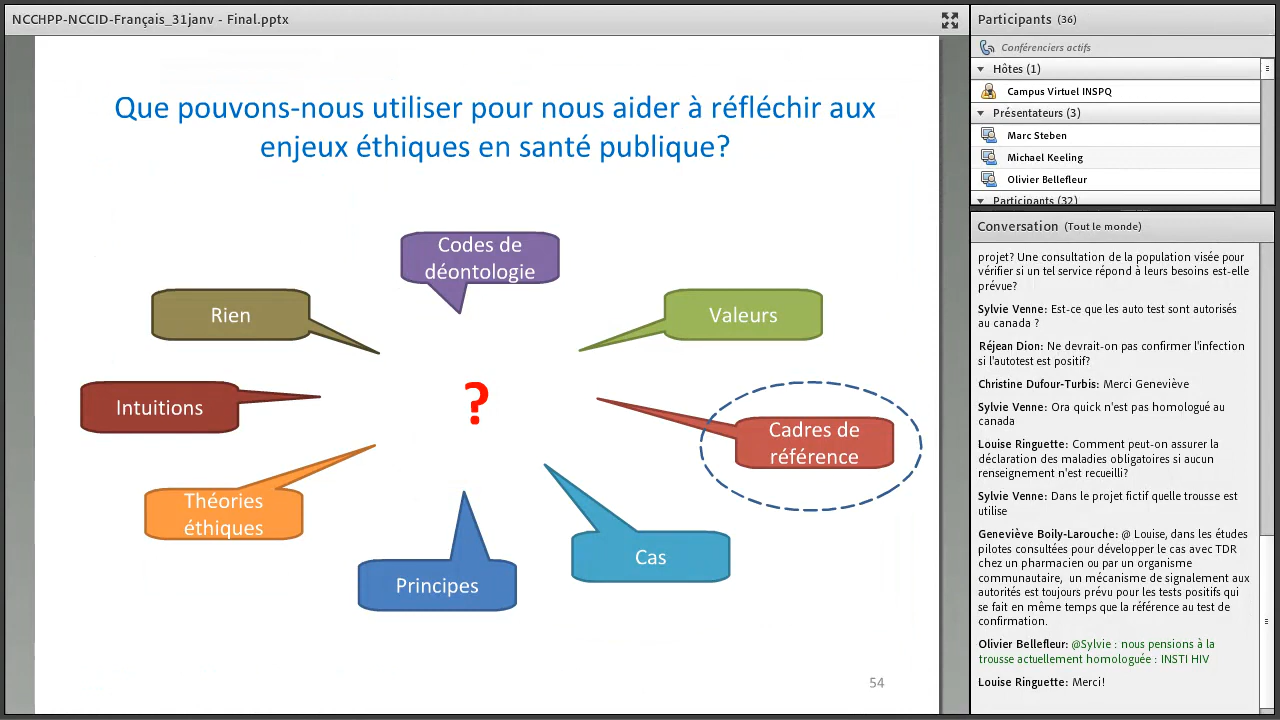 NCCHPP-NCCID-Français_31janv - Final.pptx
Que pouvons-nous utiliser pour nous aider à réfléchir aux
enjeux éthiques en santé publique?
Codes de
déontologie
Rien
Valeurs
Intuitions
?
Cadres de
référence
Théories
éthiques
Cas
Principes
54
Participants (36)
Conférenciers actifs
Hôtes (1)
Campus Virtuel INSPQ
Présentateurs (3)
Marc Steben
Michael Keeling
Olivier Bellefleur
Participants (32)
Conversation (Tout le monde)
projet? Une consultation de la population visée pour
vérifier si un tel service répond à leurs besoins est-elle
prévue?
Sylvie Venne: Est-ce que les auto test sont autorisés
au canada ?
Réjean Dion: Ne devrait-on pas confirmer l'infection
si l'autotest est positif?
Christine Dufour-Turbis: Merci Geneviève
Sylvie Venne: Ora quick n'est pas homologué au
canada
Louise Ringuette: Comment peut-on assurer la
déclaration des maladies obligatoires si aucun
renseignement n'est recueilli?
Sylvie Venne: Dans le projet fictif quelle trousse est
utilise
Geneviève Boily-Larouche: @ Louise, dans les études
pilotes consultées pour développer le cas avec TDR
chez un pharmacien ou par un organisme
communautaire, un mécanisme de signalement aux
autorités est toujours prévu pour les tests positifs qui
se fait en même temps que la référence au test de
confirmation.
Olivier Bellefleur: @Sylvie : nous pensions à la
trousse actuellement homologuée : INSTI HIV
Louise Ringuette: Merci!